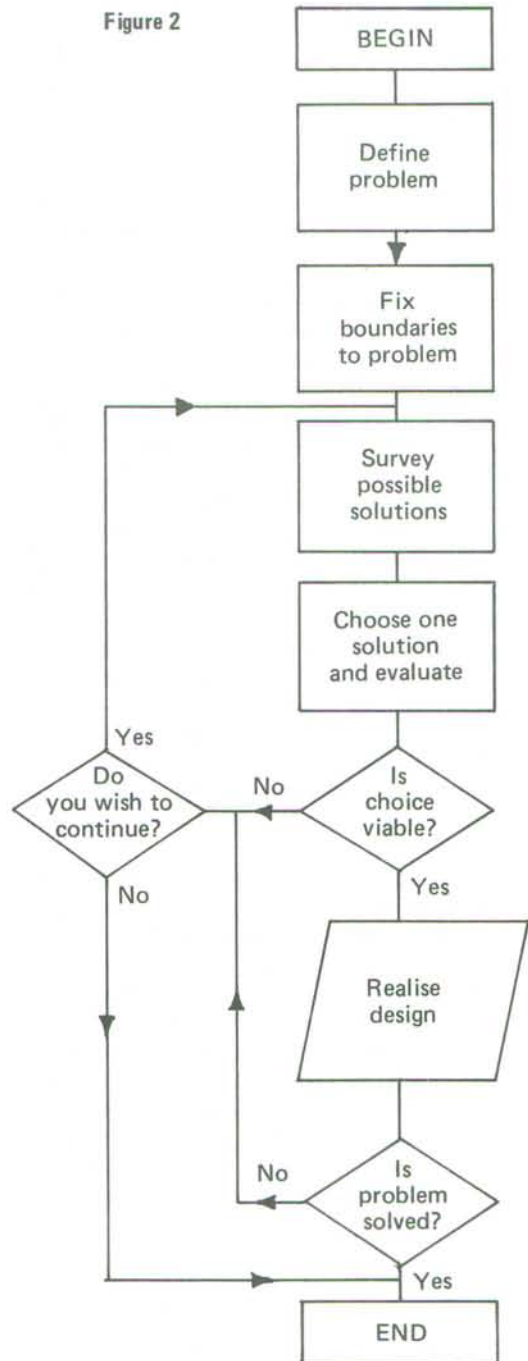 Figure 2
BEGIN
Define
problem
Fix
boundaries
to problem
Survey
possible
solutions
Choose one
solution
and evaluate
Yes
Do
you wish to
continue?
No
No
Is
choice
viable?
Yes
Realise
design
No
Is
problem
solved?
Yes
END